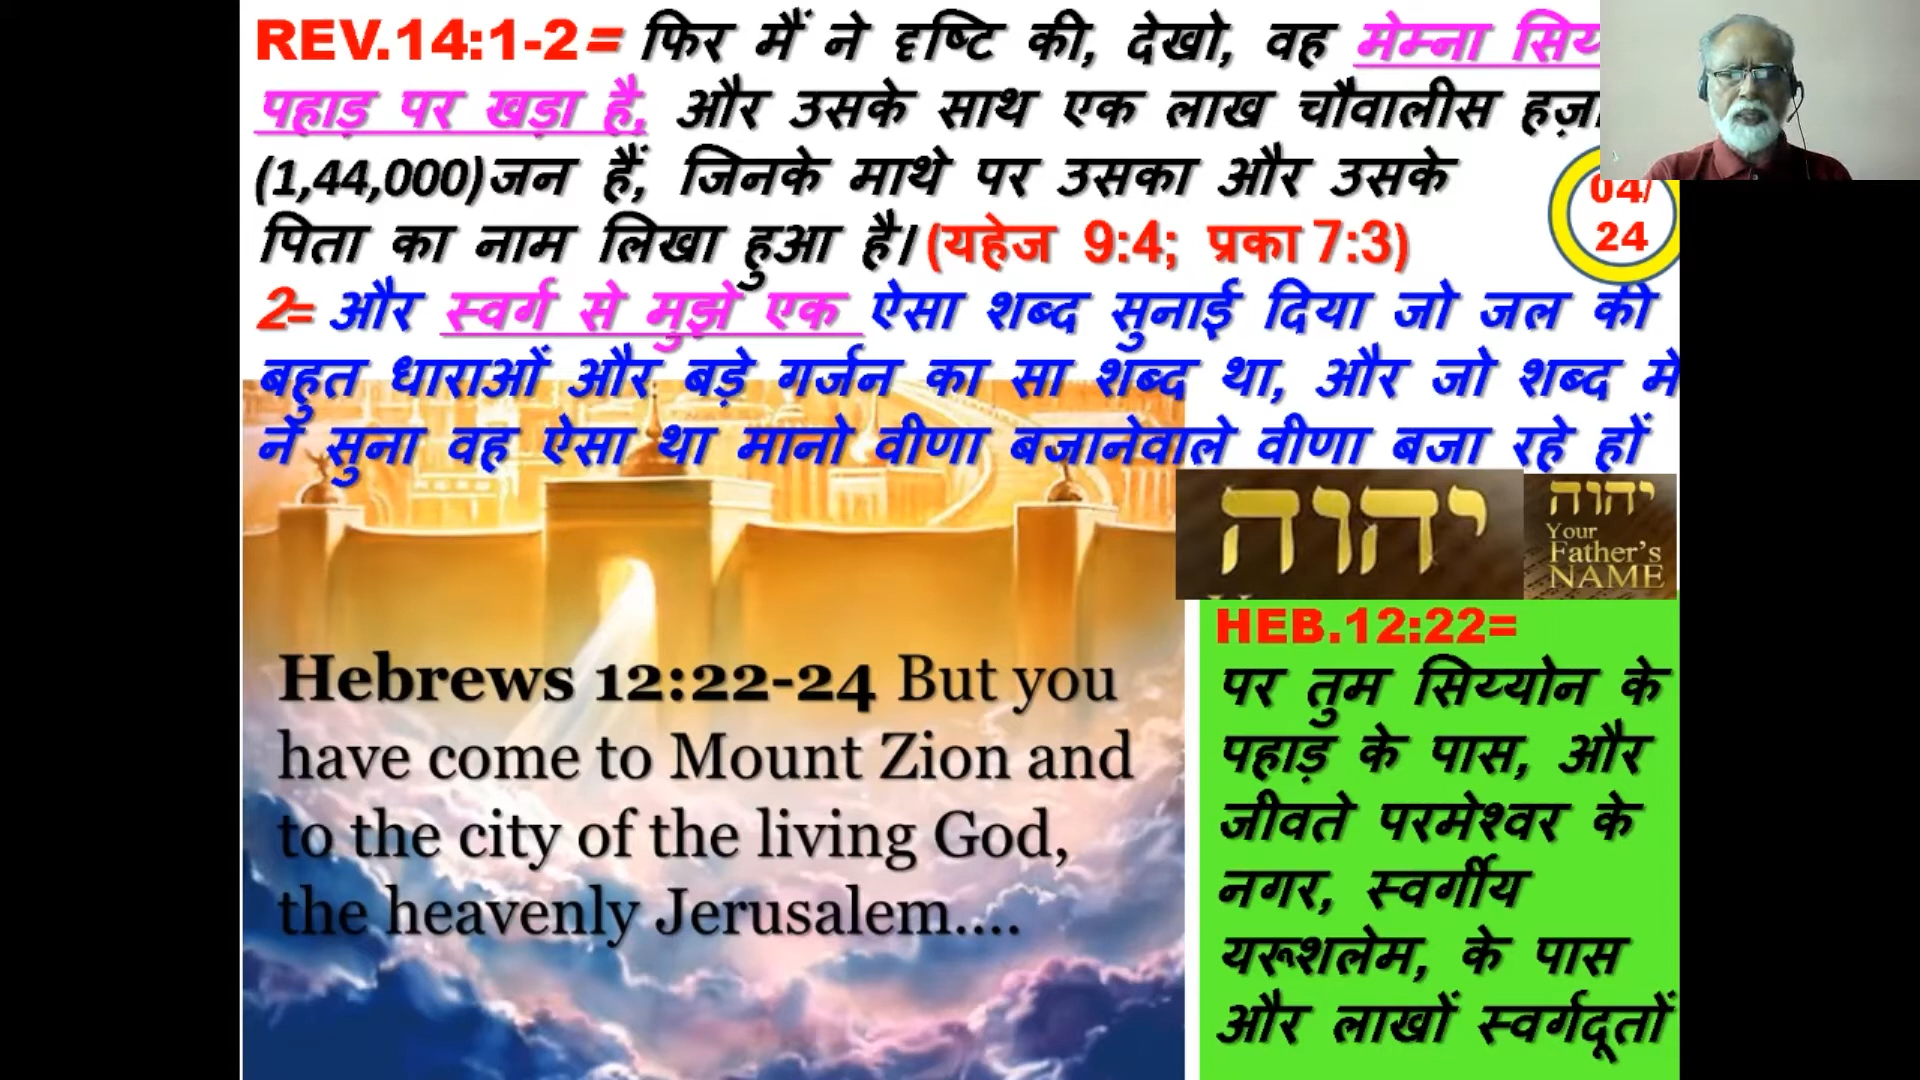 REV.14:1-2= फिर मैं ने दृष्टि की, देखो, वह मेम्ना
पहाड़ पर खड़ा है, और उसके साथ एक लाख चौवालीस
(1,44,000)जन हैं, जिनके माथे पर उसका और उसके
पिता का नाम लिखा हुआ है।(यहेज 9:4; प्रका 7:3)
04/
24
2= और स्वर्ग से मुझे एक ऐसा शब्द सुनाई दिया जो जल की
बहुत धाराओं और बड़े गर्जन का सा शब्द था, और जो शब्द मे
ने सुना वह ऐसा था मानो वीणा बजानेवाले वीणा बजा रहे हों
יהוה
יהוה
Your
Father's
NAME
Hebrews 12:22-24 But you
have come to Mount Zion and
to the city of the living God,
the heavenly Jerusalem....
HEB.12:22=
पर तुम सिय्योन के
पहाड़ के पास, और
जीवते परमेश्वर के
नगर, स्वर्गीय
यरूशलेम, के पास
और लाखों स्वर्गदूतों